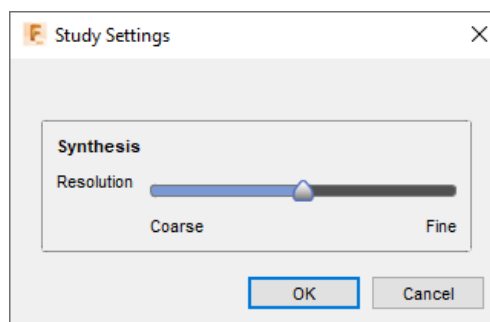 Study Settings
Synthesis
Resolution
Coarse Fine
OK Cancel